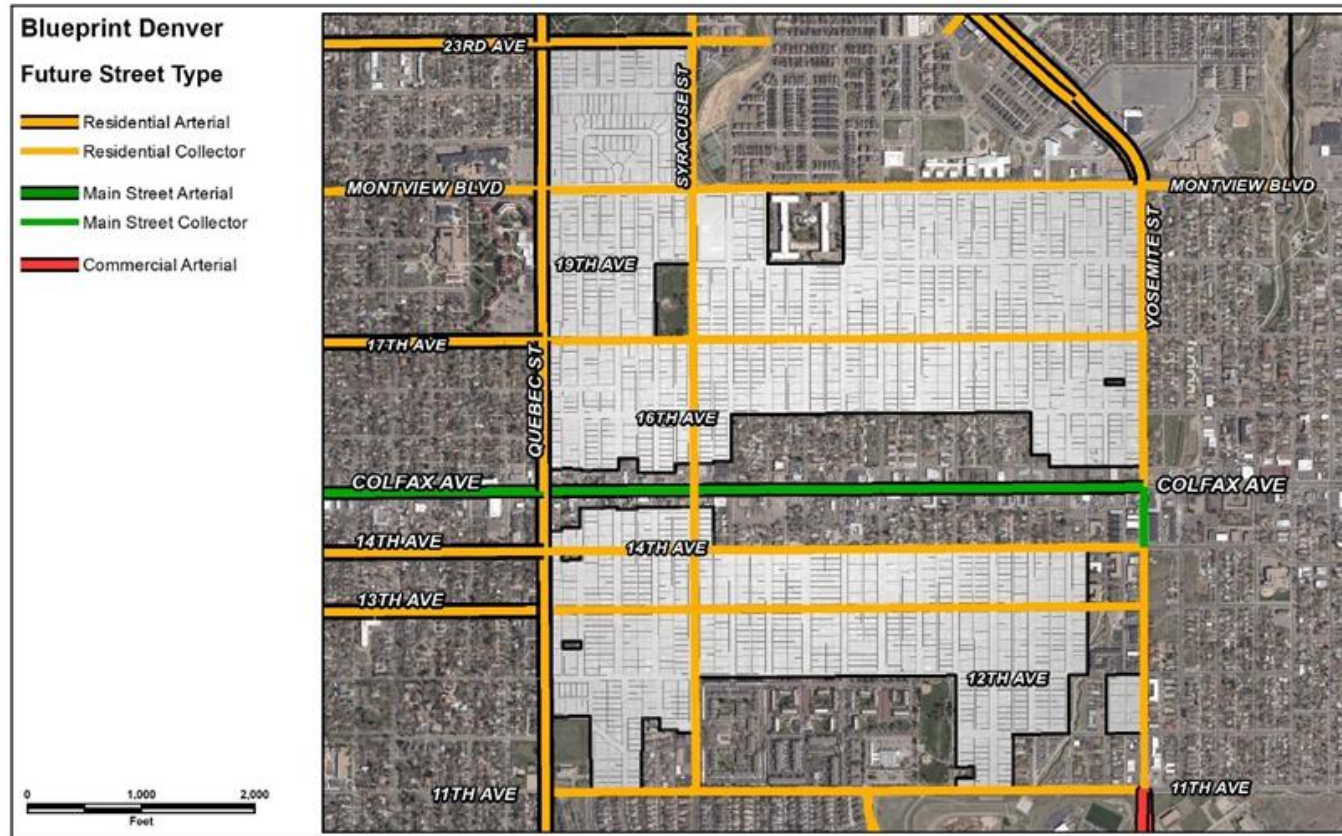 Blueprint Denver
Future Street Type
Residential Arterial
Residential Collector
Main Street Arterial
Main Street Collector
Commercial Arterial
23RD AVE
SYRACUSE ST
MONTVIEW BLVD
MONTVIEW BLVD
19TH AVE
YOSEMITE ST
17TH AVE
QUEBEC ST
16TH AVE
COLFAX AVE
COLFAX AVE
14TH AVE
14TH AVE
13TH AVE
12TH AVE
11TH AVE
11TH AVE
0 1,000 2,000
Feet